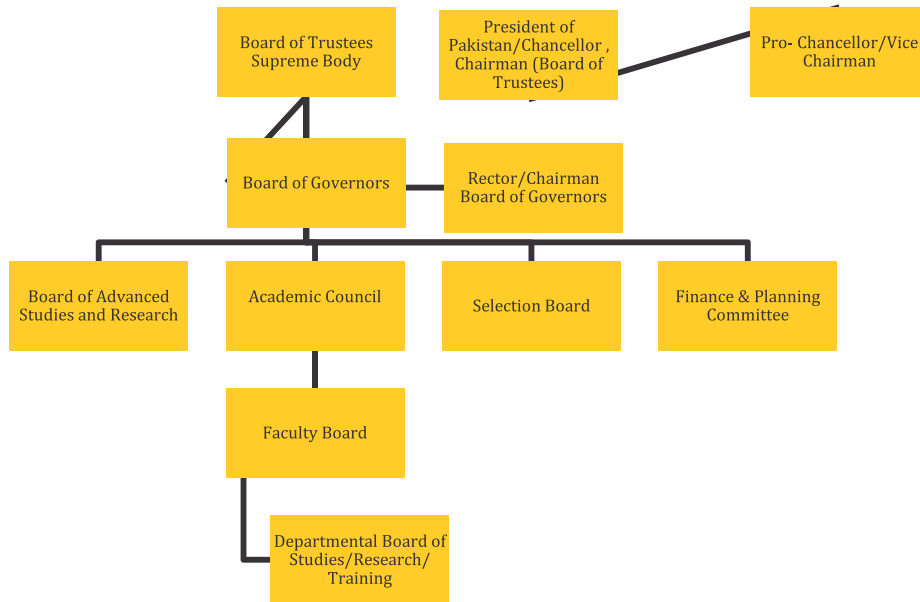 Board of Trustees
Supreme Body
President of
Pakistan/Chancellor ,
Chairman (Board of
Trustees)
Pro- Chancellor/Vice
Chairman
Board of Governors
Rector/Chairman
Board of Governors
Board of Advanced
Studies and Research
Academic Council
Selection Board
Finance & Planning
Committee
Faculty Board
Departmental Board of
Studies/Research/
Training